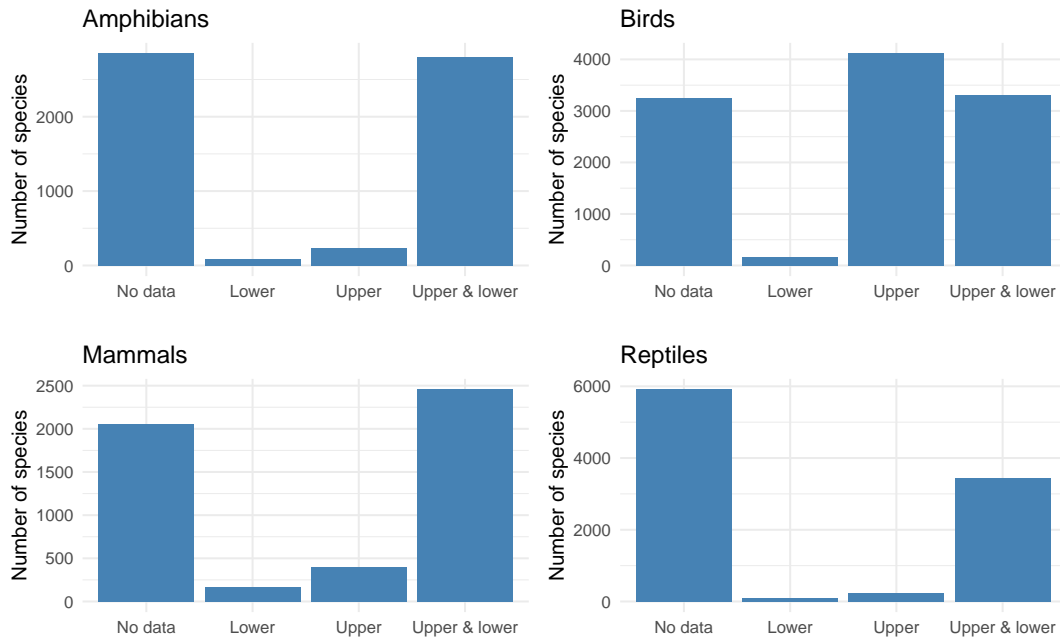 Amphibians
Number of species
2000
1000
0
No data Lower Upper Upper & lower
Birds
Number of species
4000
3000
2000
1000
0
No data Lower Upper Upper & lower
Mammals
Number of species
2500
2000
1500
1000
500
0
No data Lower Upper Upper & lower
Reptiles
Number of species
6000
4000
2000
0
No data Lower Upper Upper & lower